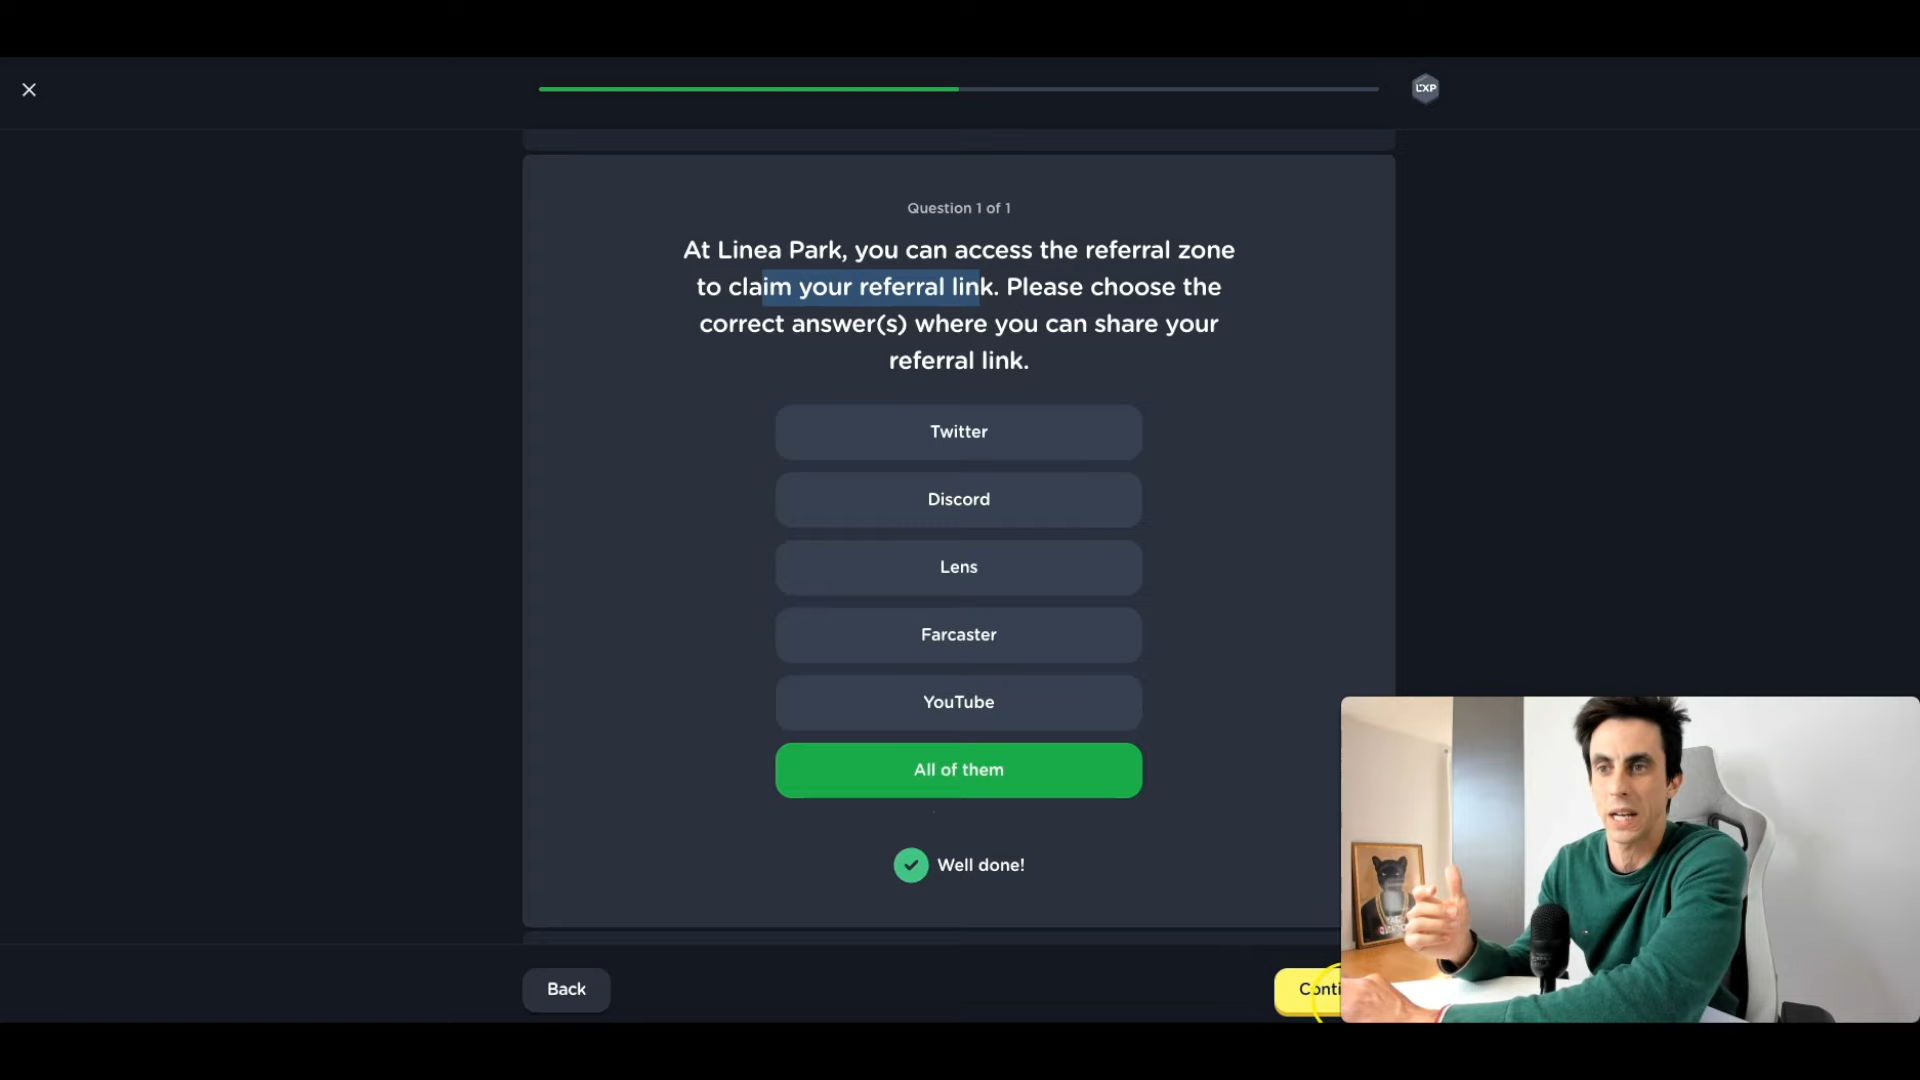 LXP
Question 1 of 1
At Linea Park, you can access the referral zone
to claim your referral link. Please choose the
correct answer(s) where you can share your
referral link.
Twitter
Discord
Lens
Farcaster
YouTube
All of them
Well done!
Back
Conti